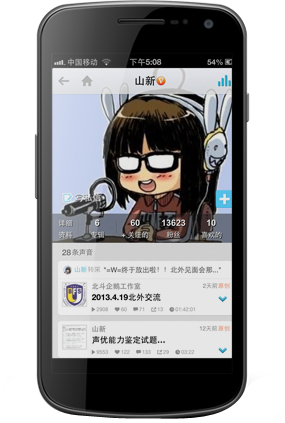 中国移动 下午5:08 54%
山新
详细 6 60 13623 10
资料 专辑 关注的 粉丝 喜欢的
28条声音
山新 转采 "=W=终于放出啦！！北外见面会那..."
北斗企鹅工作室 2天前
2013.4.19北外交流
2908 60 71 13 01:42:01
山新 12天前
声优能力鉴定试题...
9553 122 153 29 03:22